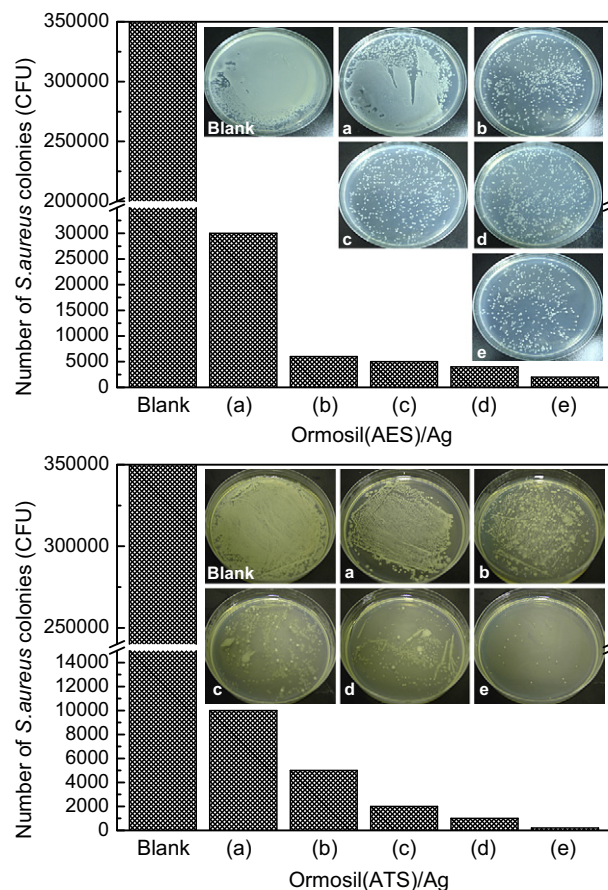 Number of S.aureus colonies (CFU)
350000
300000
250000
200000
30000
25000
20000
15000
10000
5000
0
Blank
a
b
c
d
e
Blank (a) (b) (c) (d) (e)
Ormosil(AES)/Ag
Number of S.aureus colonies (CFU)
350000
300000
250000
14000
12000
10000
8000
6000
4000
2000
0
Blank
a
b
c
d
e
Blank (a) (b) (c) (d) (e)
Ormosil(ATS)/Ag